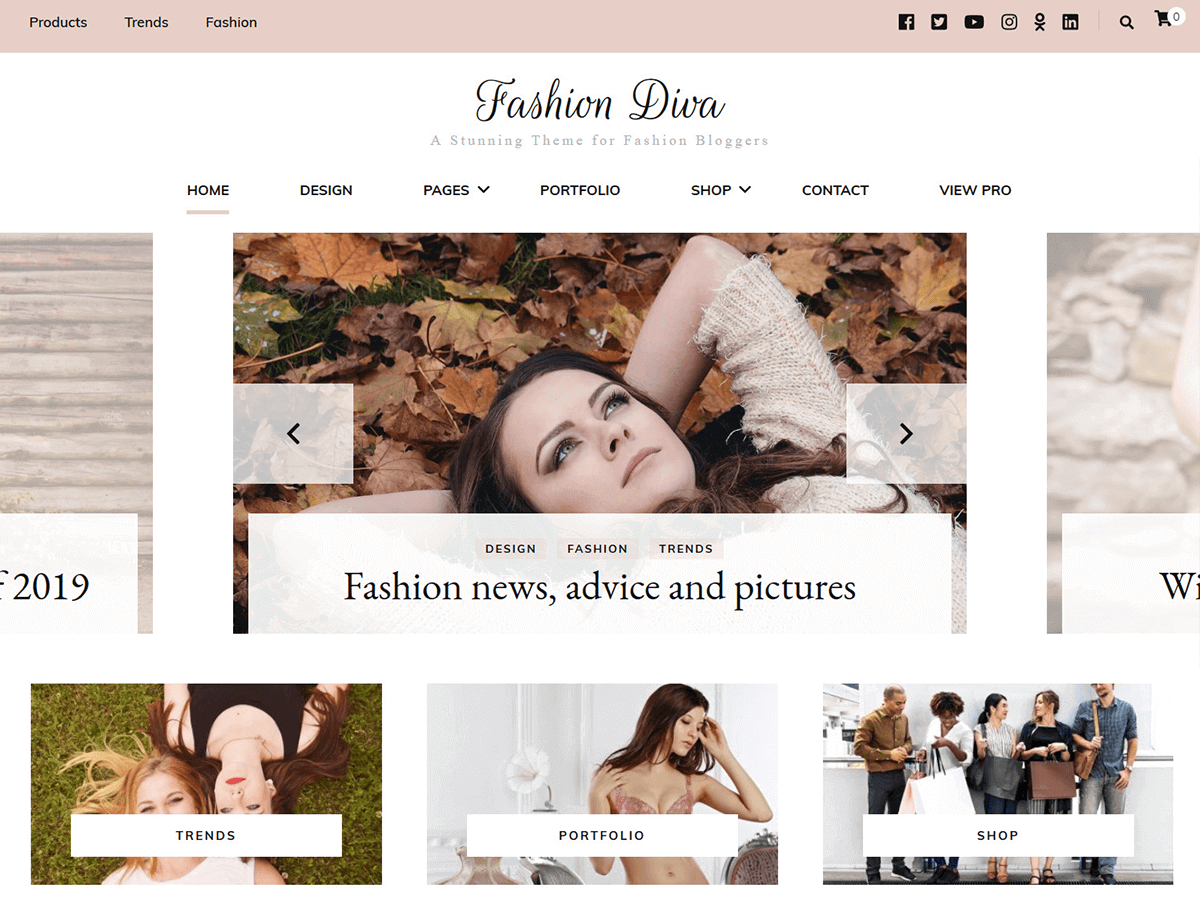 Products Trends Fashion 0
Fashion Diva
A Stunning Theme for Fashion Bloggers
HOME DESIGN PAGES PORTFOLIO SHOP CONTACT VIEW PRO
DESIGN FASHION TRENDS
2019 Fashion news, advice and pictures
TRENDS PORTFOLIO SHOP